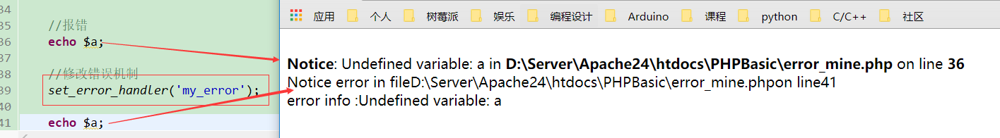 34
35 //报错
36 echo $a;
37
38 //修改错误机制
39 set_error_handler('my_error');
40
41 echo $a;
应用 个人 树莓派 娱乐 编程设计 Arduino 课程 python C/C++ 社区
Notice: Undefined variable: a in D:\Server\Apache24\htdocs\PHPBasic\error_mine.php on line 36
Notice error in fileD:\Server\Apache24\htdocs\PHPBasic\error_mine.phpon line41
error info :Undefined variable: a